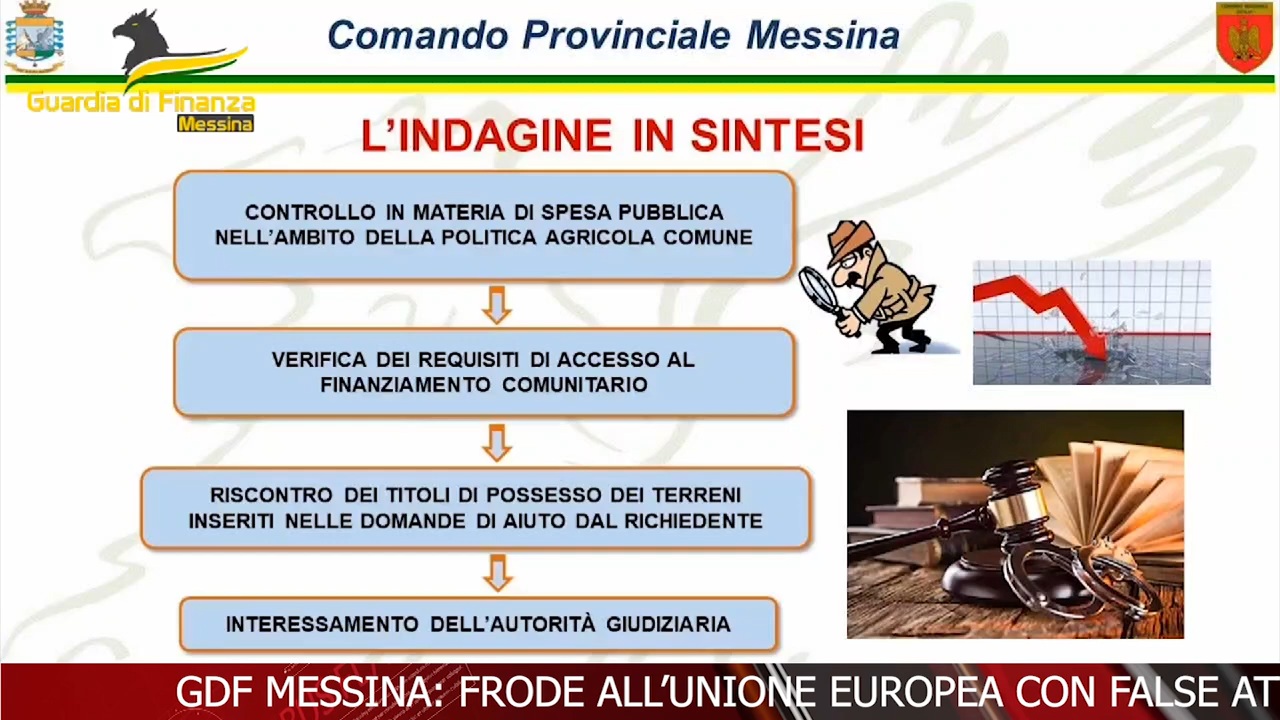 Comando Provinciale Messina
Guardia di Finanza
Messina
L'INDAGINE IN SINTESI
CONTROLLO IN MATERIA DI SPESA PUBBLICA
NELL'AMBITO DELLA POLITICA AGRICOLA COMUNE
VERIFICA DEI REQUISITI DI ACCESSO AL
FINANZIAMENTO COMUNITARIO
RISCONTRO DEI TITOLI DI POSSESSO DEI TERRENI
INSERITI NELLE DOMANDE DI AIUTO DAL RICHIEDENTE
INTERESSAMENTO DELL'AUTORITÀ GIUDIZIARIA
GDF MESSINA: FRODE ALL'UNIONE EUROPEA CON FALSE AT